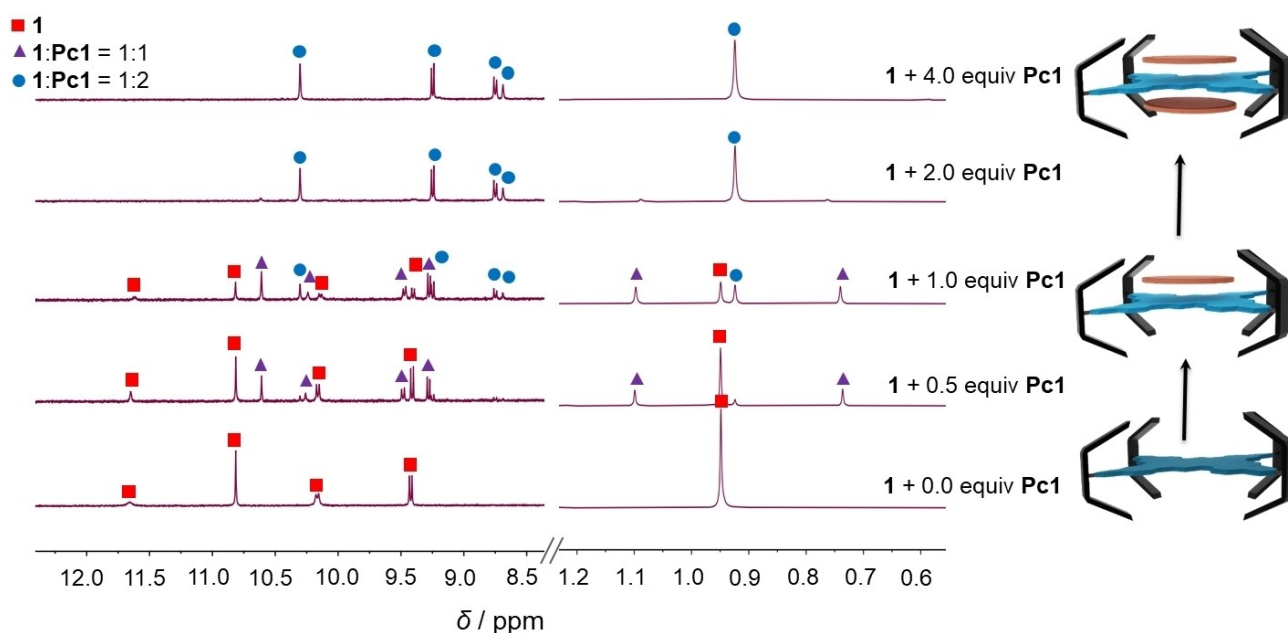 1
1:Pc1 = 1:1
1:Pc1 = 1:2
1 + 4.0 equiv Pc1
1 + 2.0 equiv Pc1
1 + 1.0 equiv Pc1
1 + 0.5 equiv Pc1
1 + 0.0 equiv Pc1
12.0 11.5 11.0 10.5 10.0 9.5 9.0 8.5 1.2 1.1 1.0 0.9 0.8 0.7 0.6
δ / ppm